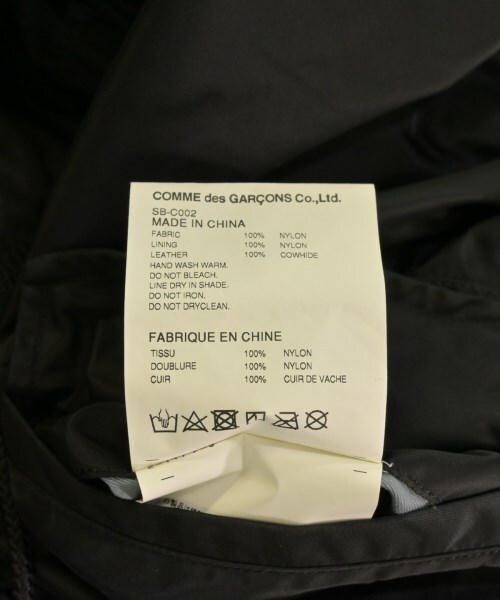 COMME des GARÇONS Co.,Ltd.
SB-C002
MADE IN CHINA
FABRIC 100% NYLON
LINING 100% NYLON
LEATHER 100% COWHIDE
HAND WASH WARM.
DO NOT BLEACH.
LINE DRY IN SHADE.
DO NOT IRON.
DO NOT DRYCLEAN.
FABRIQUE EN CHINE
TISSU 100% NYLON
DOUBLURE 100% NYLON
CUIR 100% CUIR DE VACHE